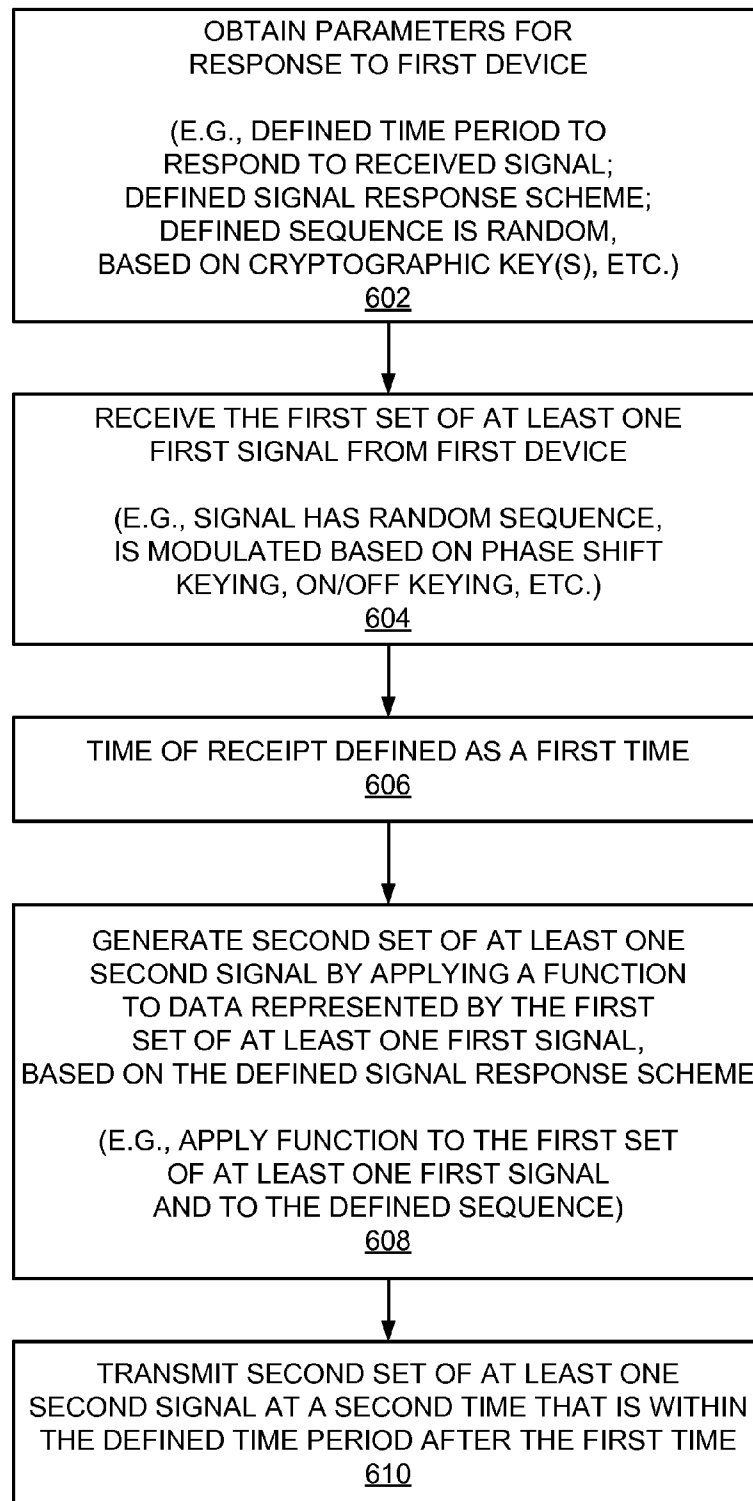 OBTAIN PARAMETERS FOR
RESPONSE TO FIRST DEVICE
(E.G., DEFINED TIME PERIOD TO
RESPOND TO RECEIVED SIGNAL;
DEFINED SIGNAL RESPONSE SCHEME;
DEFINED SEQUENCE IS RANDOM,
BASED ON CRYPTOGRAPHIC KEY(S), ETC.)
602
RECEIVE THE FIRST SET OF AT LEAST ONE
FIRST SIGNAL FROM FIRST DEVICE
(E.G., SIGNAL HAS RANDOM SEQUENCE,
IS MODULATED BASED ON PHASE SHIFT
KEYING, ON/OFF KEYING, ETC.)
604
TIME OF RECEIPT DEFINED AS A FIRST TIME
606
GENERATE SECOND SET OF AT LEAST ONE
SECOND SIGNAL BY APPLYING A FUNCTION
TO DATA REPRESENTED BY THE FIRST
SET OF AT LEAST ONE FIRST SIGNAL,
BASED ON THE DEFINED SIGNAL RESPONSE SCHEME
(E.G., APPLY FUNCTION TO THE FIRST SET
OF AT LEAST ONE FIRST SIGNAL
AND TO THE DEFINED SEQUENCE)
608
TRANSMIT SECOND SET OF AT LEAST ONE
SECOND SIGNAL AT A SECOND TIME THAT IS WITHIN
THE DEFINED TIME PERIOD AFTER THE FIRST TIME
610